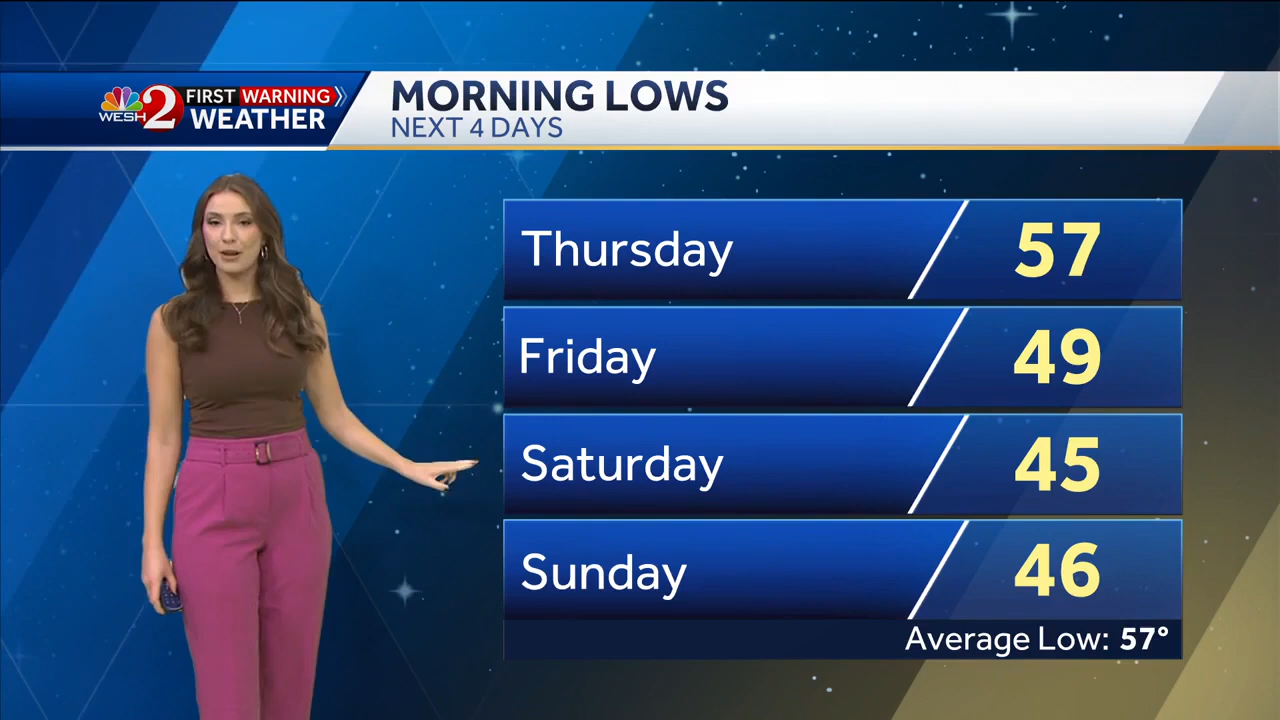 WESH 2 FIRST WARNING
WEATHER
MORNING LOWS
NEXT 4 DAYS
Thursday 57
Friday 49
Saturday 45
Sunday 46
Average Low: 57°